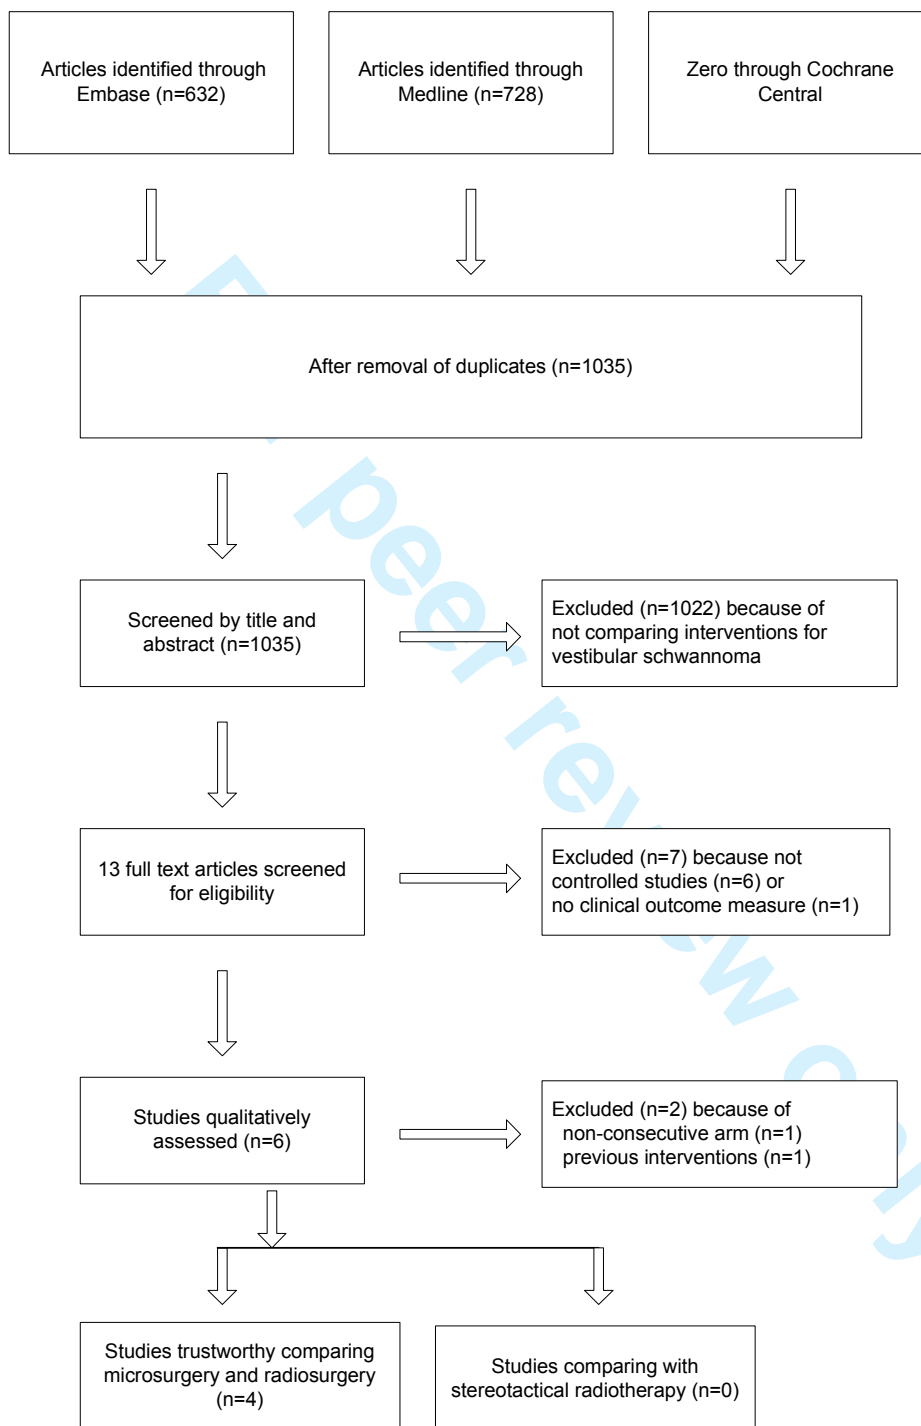 Articles identified through
Embase (n=632)
Articles identified through
Medline (n=728)
Zero through Cochrane
Central
After removal of duplicates (n=1035)
Screened by title and
abstract (n=1035)
Excluded (n=1022) because of
not comparing interventions for
vestibular schwannoma
13 full text articles screened
for eligibility
Excluded (n=7) because not
controlled studies (n=6) or
no clinical outcome measure (n=1)
Studies qualitatively
assessed (n=6)
Excluded (n=2) because of
non-consecutive arm (n=1)
previous interventions (n=1)
Studies trustworthy comparing
microsurgery and radiosurgery
(n=4)
Studies comparing with
stereotactical radiotherapy (n=0)
peer review only